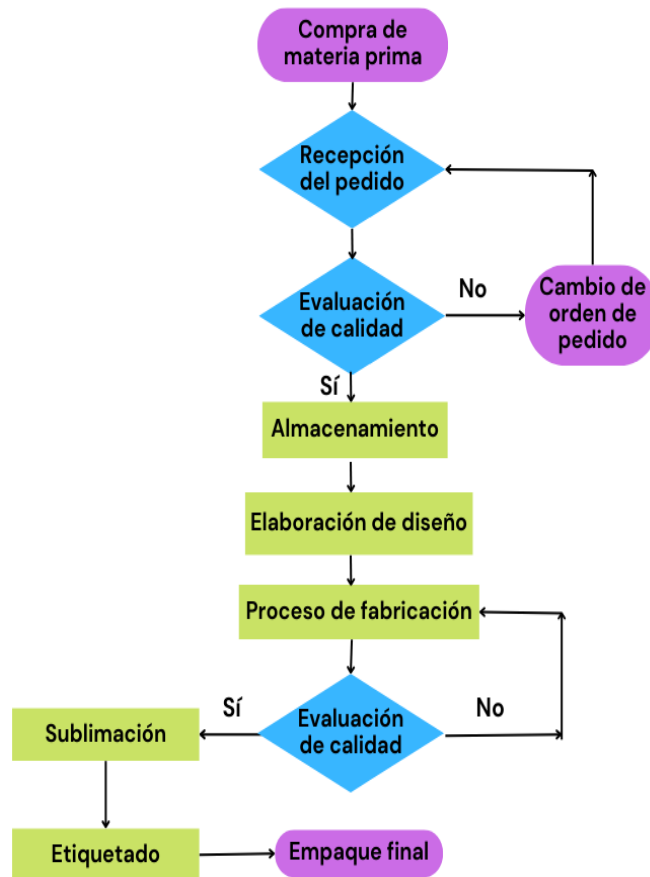 Compra de
materia prima
Recepción
del pedido
Evaluación
de calidad
No
Cambio de
orden de
pedido
Sí
Almacenamiento
Elaboración de diseño
Proceso de fabricación
Sí
Evaluación
de calidad
No
Sublimación
Etiquetado
Empaque final